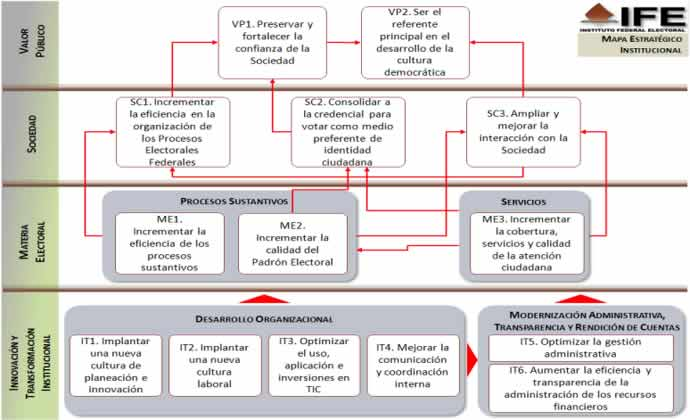 VALOR
PÚBLICO
VP1. Preservar y
fortalecer la
confianza de la
Sociedad
VP2. Ser el
referente
principal en el
desarrollo de la
cultura
democrática
IFE
INSTITUTO FEDERAL ELECTORAL
MAPA ESTRATÉGICO
INSTITUCIONAL
SOCIEDAD
SC1. Incrementar
la eficiencia en la
organización de
los Procesos
Electorales
Federales
SC2. Consolidar a
la credencial para
votar como medio
preferente de
identidad
ciudadana
SC3. Ampliar y
mejorar la
interacción con la
Sociedad
MATERIA
ELECTORAL
PROCESOS SUSTANTIVOS
ME1.
Incrementar la
eficiencia de los
procesos
sustantivos
ME2.
Incrementar la
calidad del
Padrón Electoral
SERVICIOS
ME3. Incrementar
la cobertura,
servicios y calidad
de la atención
ciudadana
INNOVACIÓN Y
TRANSFORMACIÓN
INSTITUCIONAL
DESARROLLO ORGANIZACIONAL
IT1. Implantar
una nueva
cultura de
planeación e
innovación
IT2. Implantar
una nueva
cultura
laboral
IT3. Optimizar
el uso,
aplicación e
inversiones en
TIC
IT4. Mejorar la
comunicación y
coordinación
interna
MODERNIZACIÓN ADMINISTRATIVA,
TRANSPARENCIA Y RENDICIÓN DE CUENTAS
IT5. Optimizar la gestión
administrativa
IT6. Aumentar la eficiencia y
transparencia de la
administración de los recursos
financieros